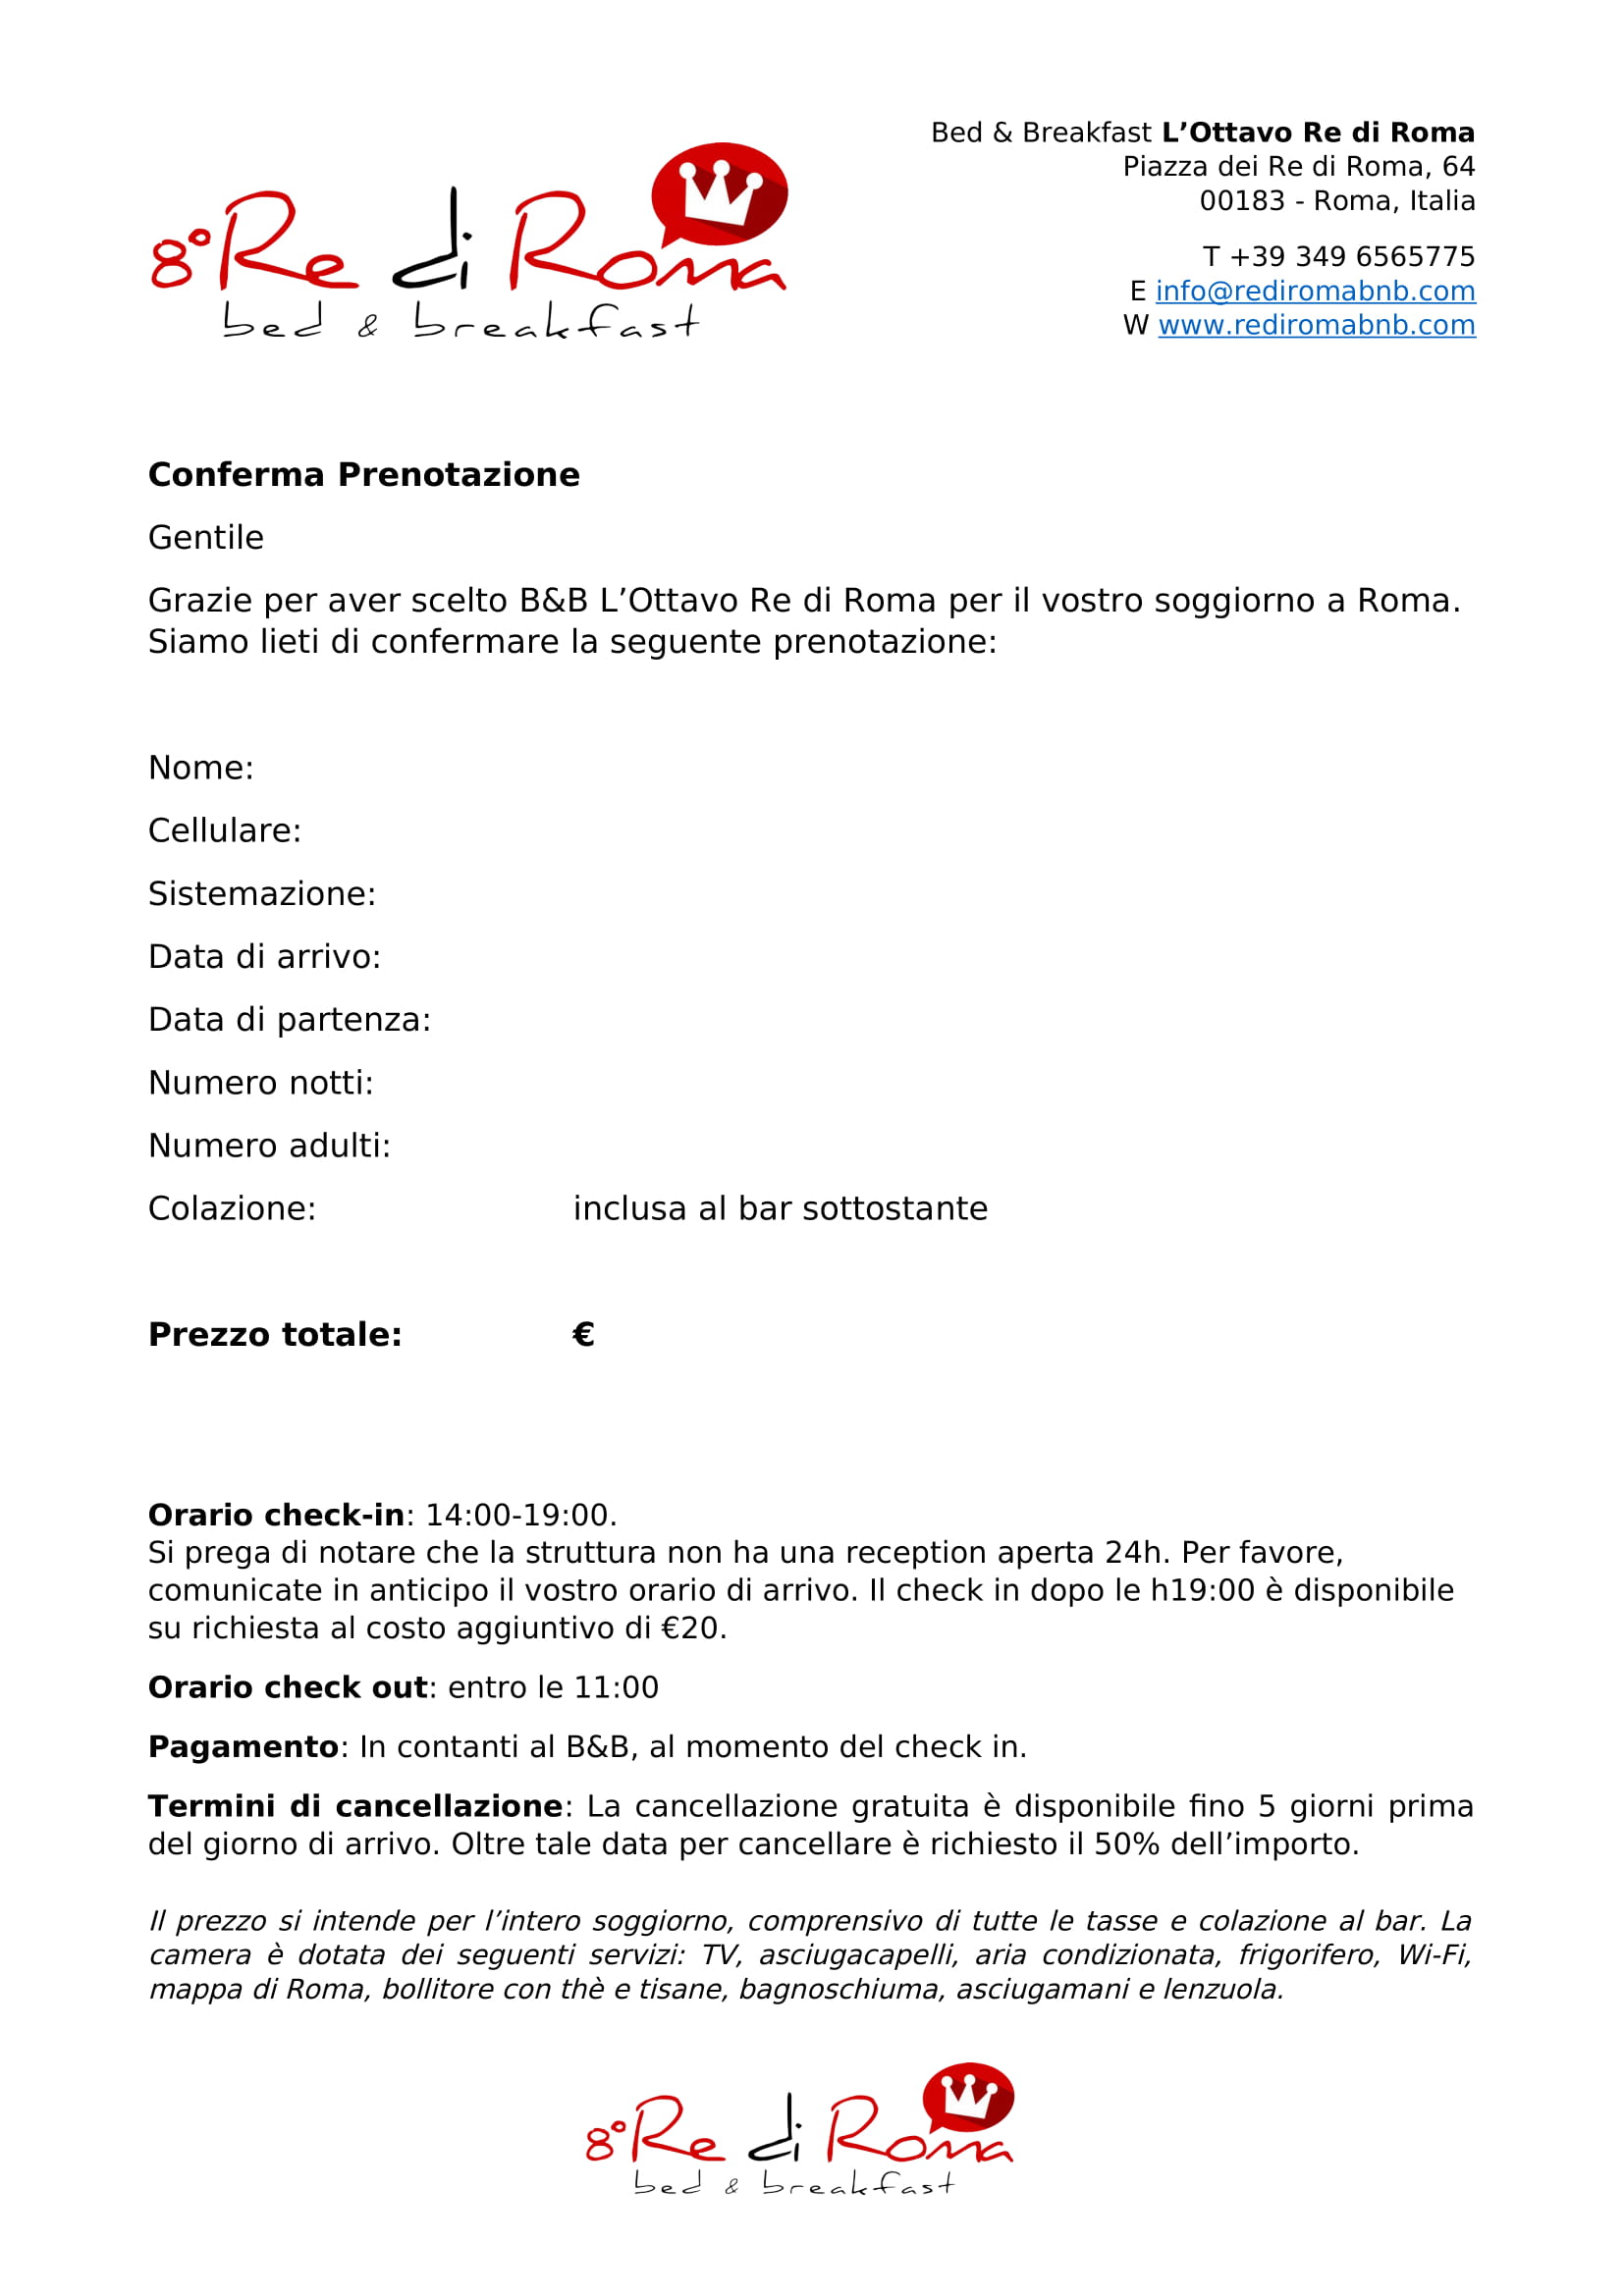 8° Re di Roma
bed & breakfast
Bed & Breakfast L’Ottavo Re di Roma
Piazza dei Re di Roma, 64
00183 - Roma, Italia
T +39 349 6565775
E info@rediromabnb.com
W www.rediromabnb.com
Conferma Prenotazione
Gentile
Grazie per aver scelto B&B L’Ottavo Re di Roma per il vostro soggiorno a Roma.
Siamo lieti di confermare la seguente prenotazione:
Nome:
Cellulare:
Sistemazione:
Data di arrivo:
Data di partenza:
Numero notti:
Numero adulti:
Colazione: inclusa al bar sottostante
Prezzo totale: €
Orario check-in: 14:00-19:00.
Si prega di notare che la struttura non ha una reception aperta 24h. Per favore,
comunicate in anticipo il vostro orario di arrivo. Il check in dopo le h19:00 è disponibile
su richiesta al costo aggiuntivo di €20.
Orario check out: entro le 11:00
Pagamento: In contanti al B&B, al momento del check in.
Termini di cancellazione: La cancellazione gratuita è disponibile fino 5 giorni prima
del giorno di arrivo. Oltre tale data per cancellare è richiesto il 50% dell’importo.
Il prezzo si intende per l’intero soggiorno, comprensivo di tutte le tasse e colazione al bar. La
camera è dotata dei seguenti servizi: TV, asciugacapelli, aria condizionata, frigorifero, Wi-Fi,
mappa di Roma, bollitore con thè e tisane, bagnoschiuma, asciugamani e lenzuola.
8° Re di Roma
bed & breakfast